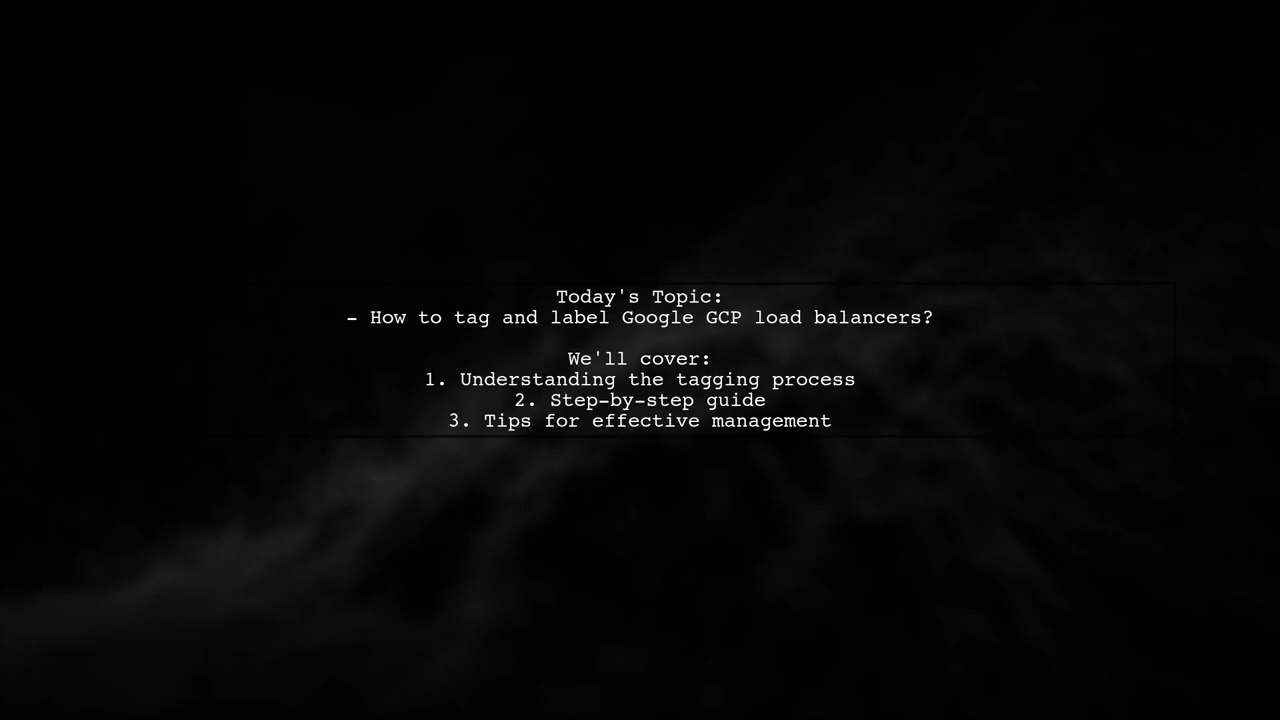 Today's Topic:
- How to tag and label Google GCP load balancers?
We'll cover:
1. Understanding the tagging process
2. Step-by-step guide
3. Tips for effective management